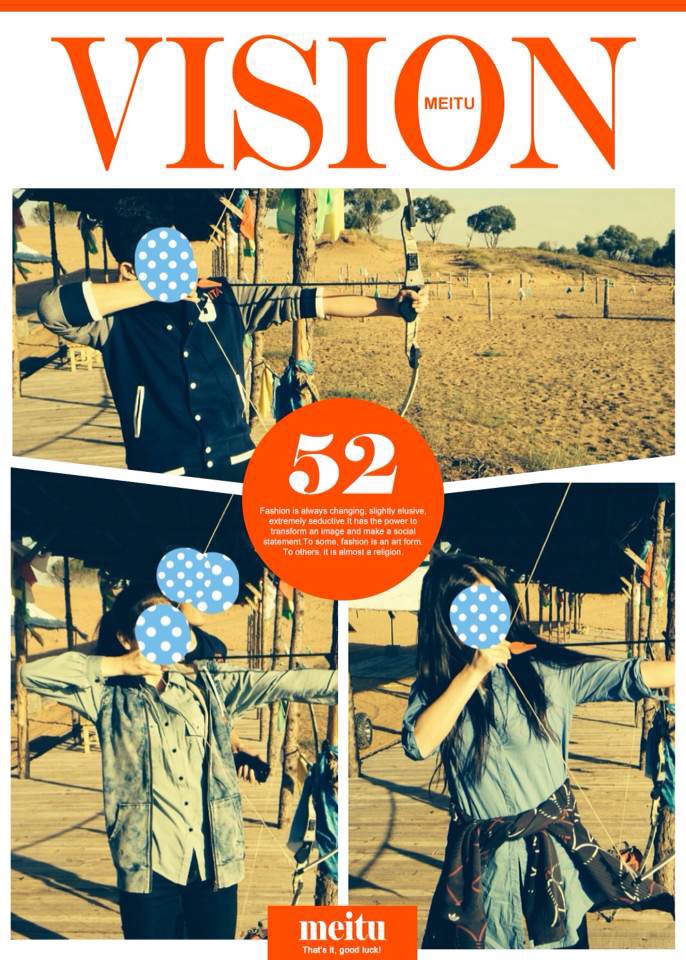 VISION
MEITU
52
Fashion is always changing, slightly elusive,
extremely seductive.It has the power to
transform an image and make a social
statement.To some, fashion is an art form.
To others, it is almost a religion.
meitu
That's it, good luck!